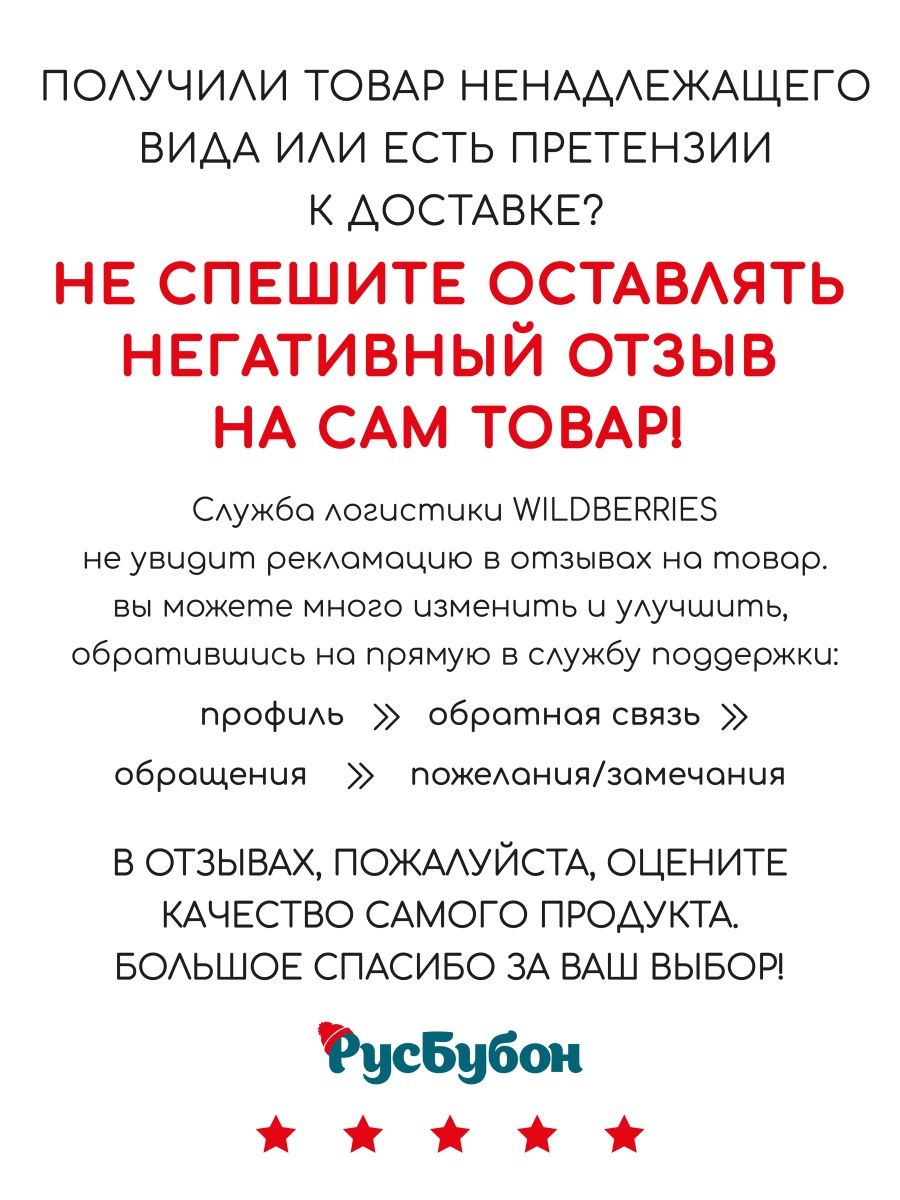 ПОЛУЧИЛИ ТОВАР НЕНАДЛЕЖАЩЕГО
ВИДА ИЛИ ЕСТЬ ПРЕТЕНЗИИ
К ДОСТАВКЕ?
НЕ СПЕШИТЕ ОСТАВЛЯТЬ
НЕГАТИВНЫЙ ОТЗЫВ
НА САМ ТОВАР!
Служба логистики WILDBERRIES
не увидит рекламацию в отзывах на товар.
вы можете много изменить и улучшить,
обратившись на прямую в службу поддержки:
профиль >> обратная связь >>
обращения >> пожелания/замечания
В ОТЗЫВАХ, ПОЖАЛУЙСТА, ОЦЕНИТЕ
КАЧЕСТВО САМОГО ПРОДУКТА.
БОЛЬШОЕ СПАСИБО ЗА ВАШ ВЫБОР!
РусБубон